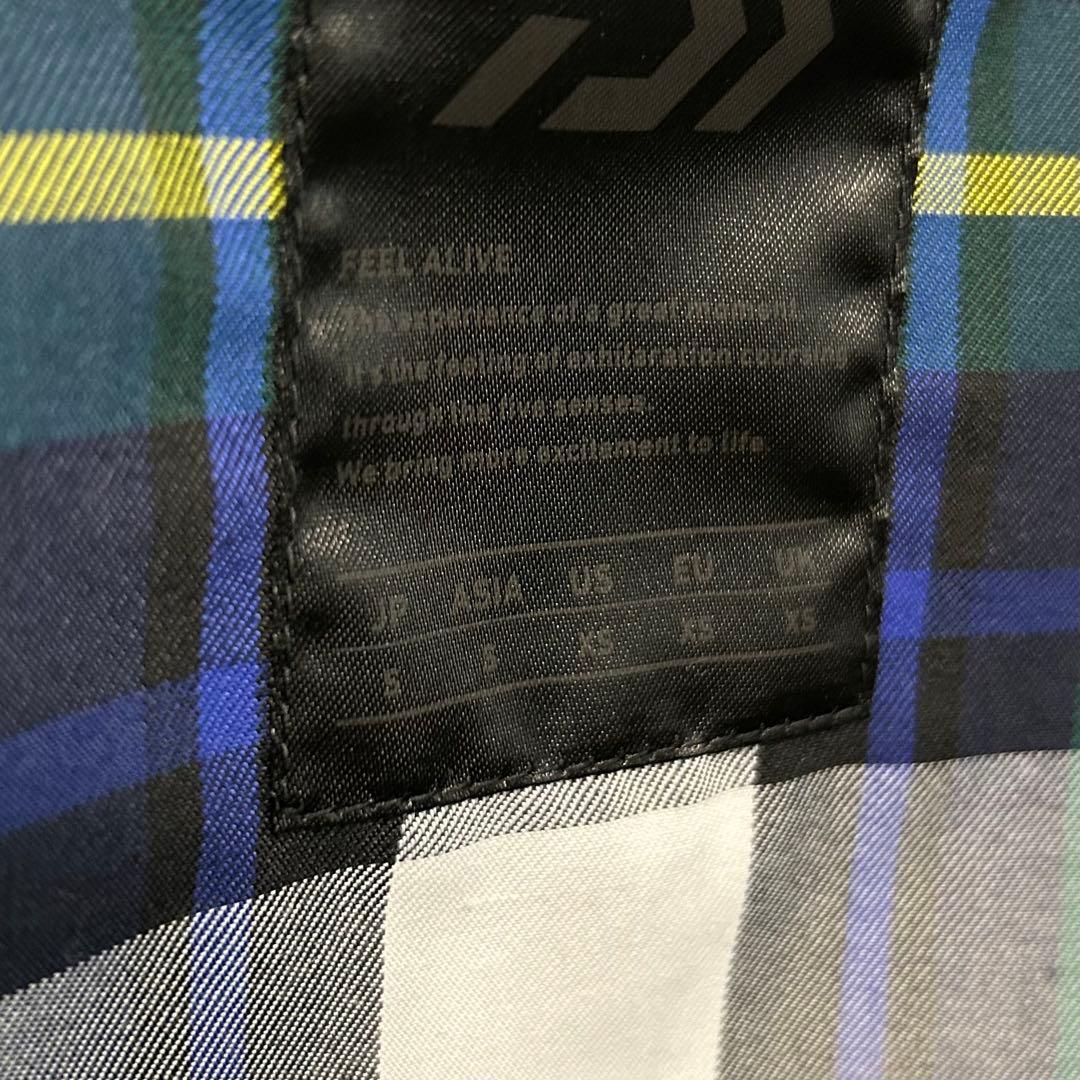 FEEL ALIVE
The experience of a great moment.
It's the feeling of exhilaration coursing
through the five senses.
We bring more excitement to life.
JP ASIA US EU UK
S S XS XS XS